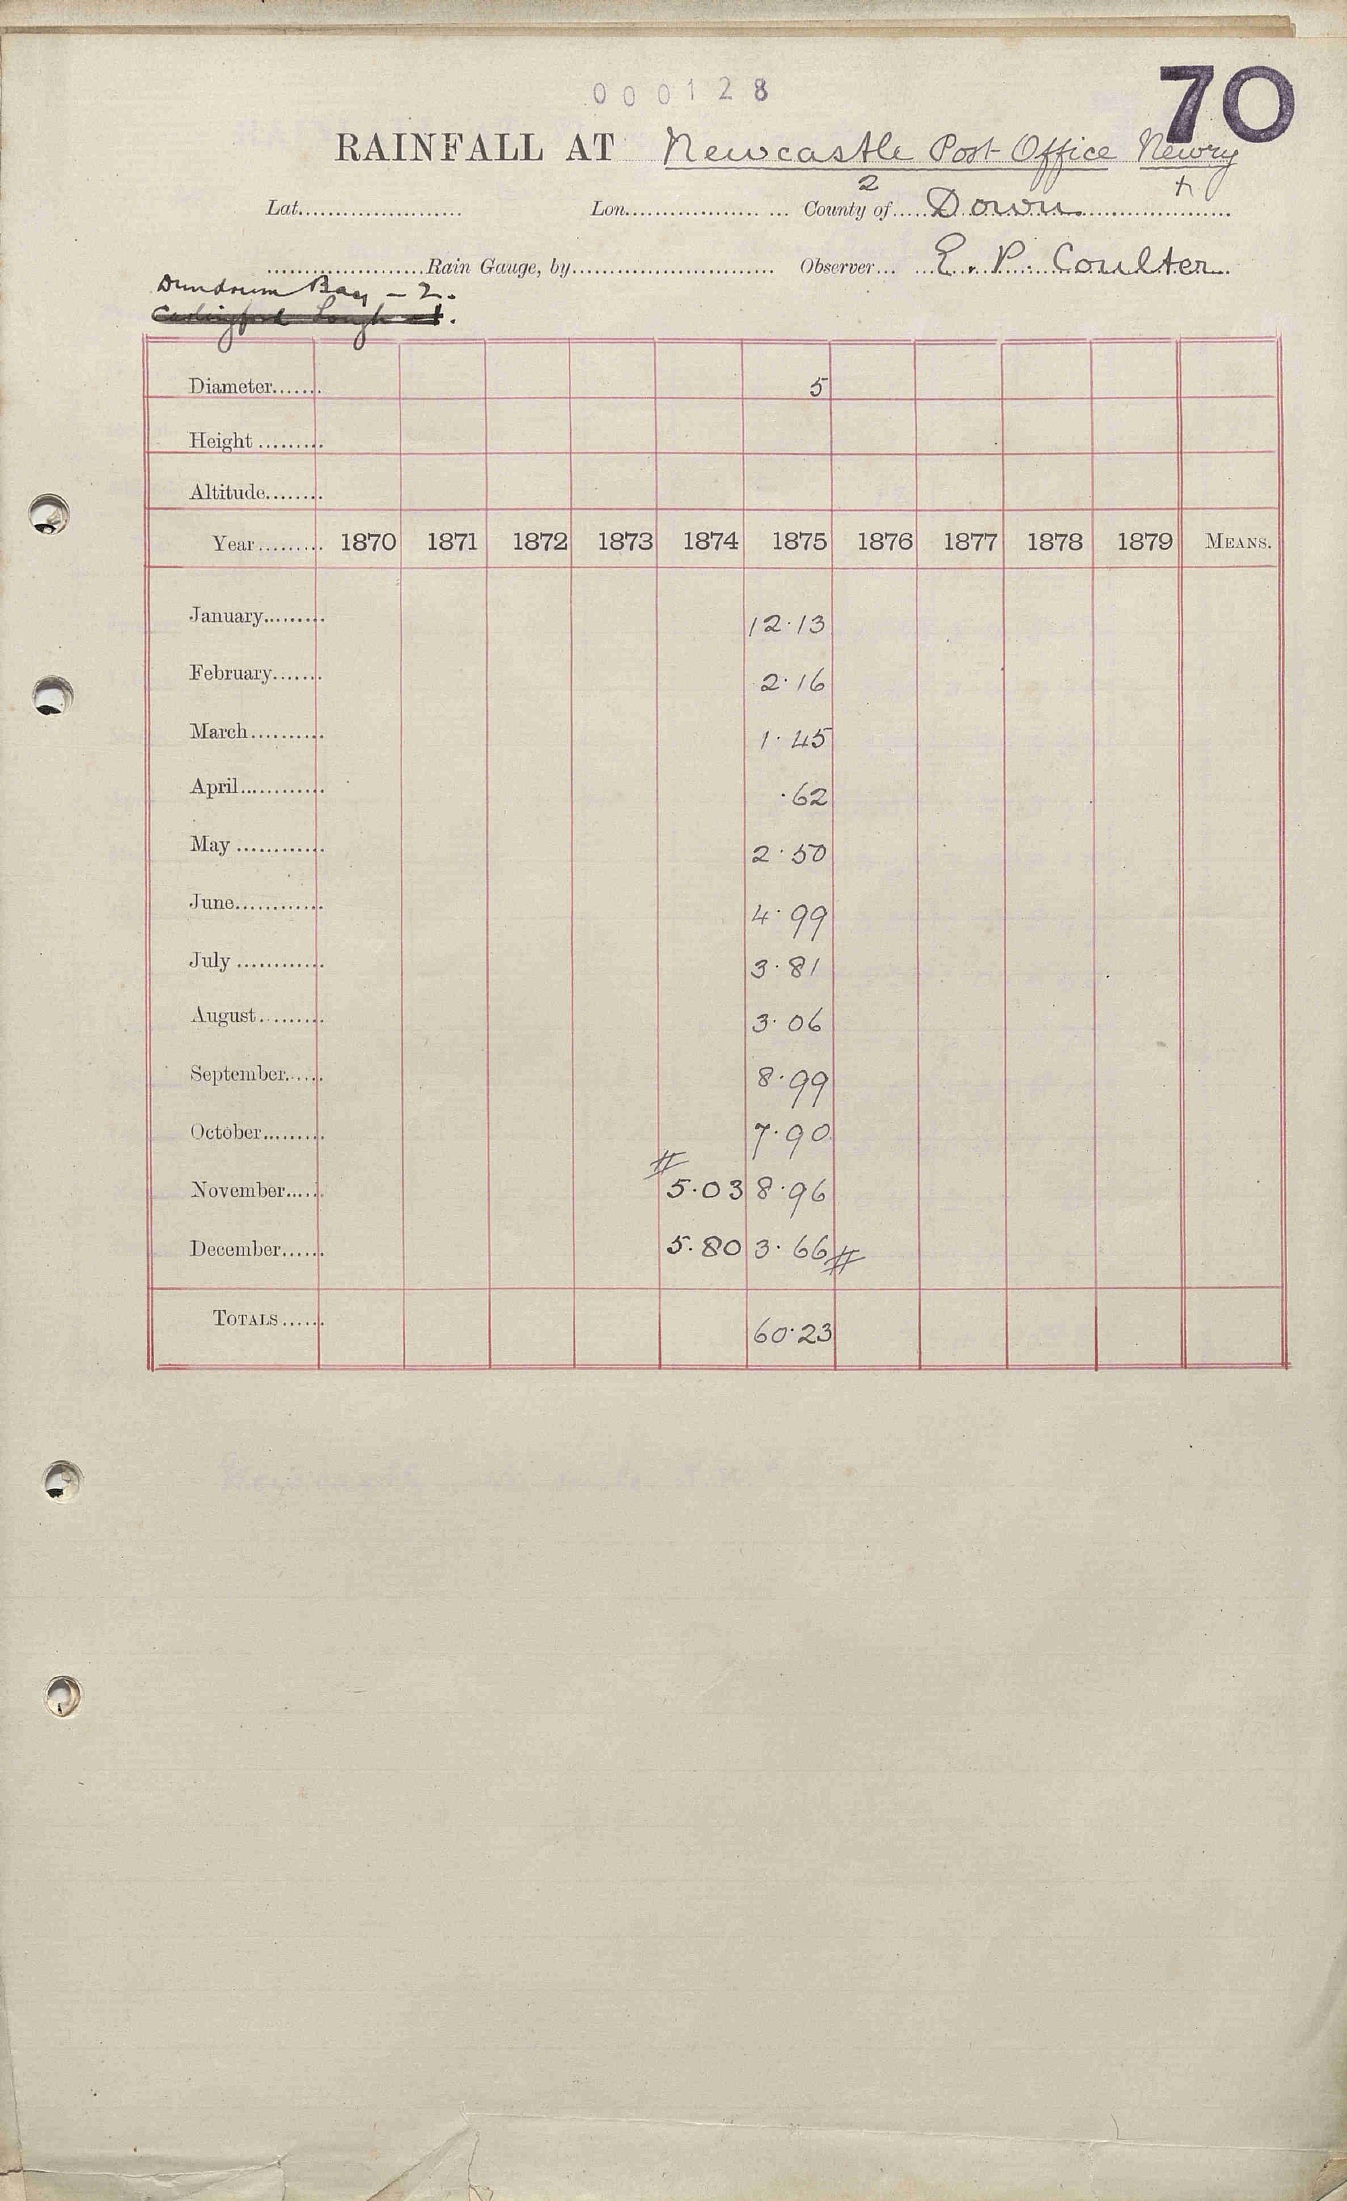 70
000128
RAINFALL AT Newcastle Post Office Newry
2
Lat...................... Lon.................. ... County of.....Down....................
.....................Rain Gauge, by........................... Observer... ...E. P. Coulter...
Dundrum Bay – 2.
Carlingford Lough
Diameter....... 5
Height .........
Altitude........
Year......... 1870 1871 1872 1873 1874 1875 1876 1877 1878 1879 MEANS.
January......... 12·13
February....... 2·16
March.......... 1·45
April............ ·62
May ............ 2·50
June............ 4·99
July ............ 3·81
August......... 3·06
September...... 8·99
October......... 7·90
November...... # 5.03 8·96
December...... 5.80 3·66 #
TOTALS...... 60·23